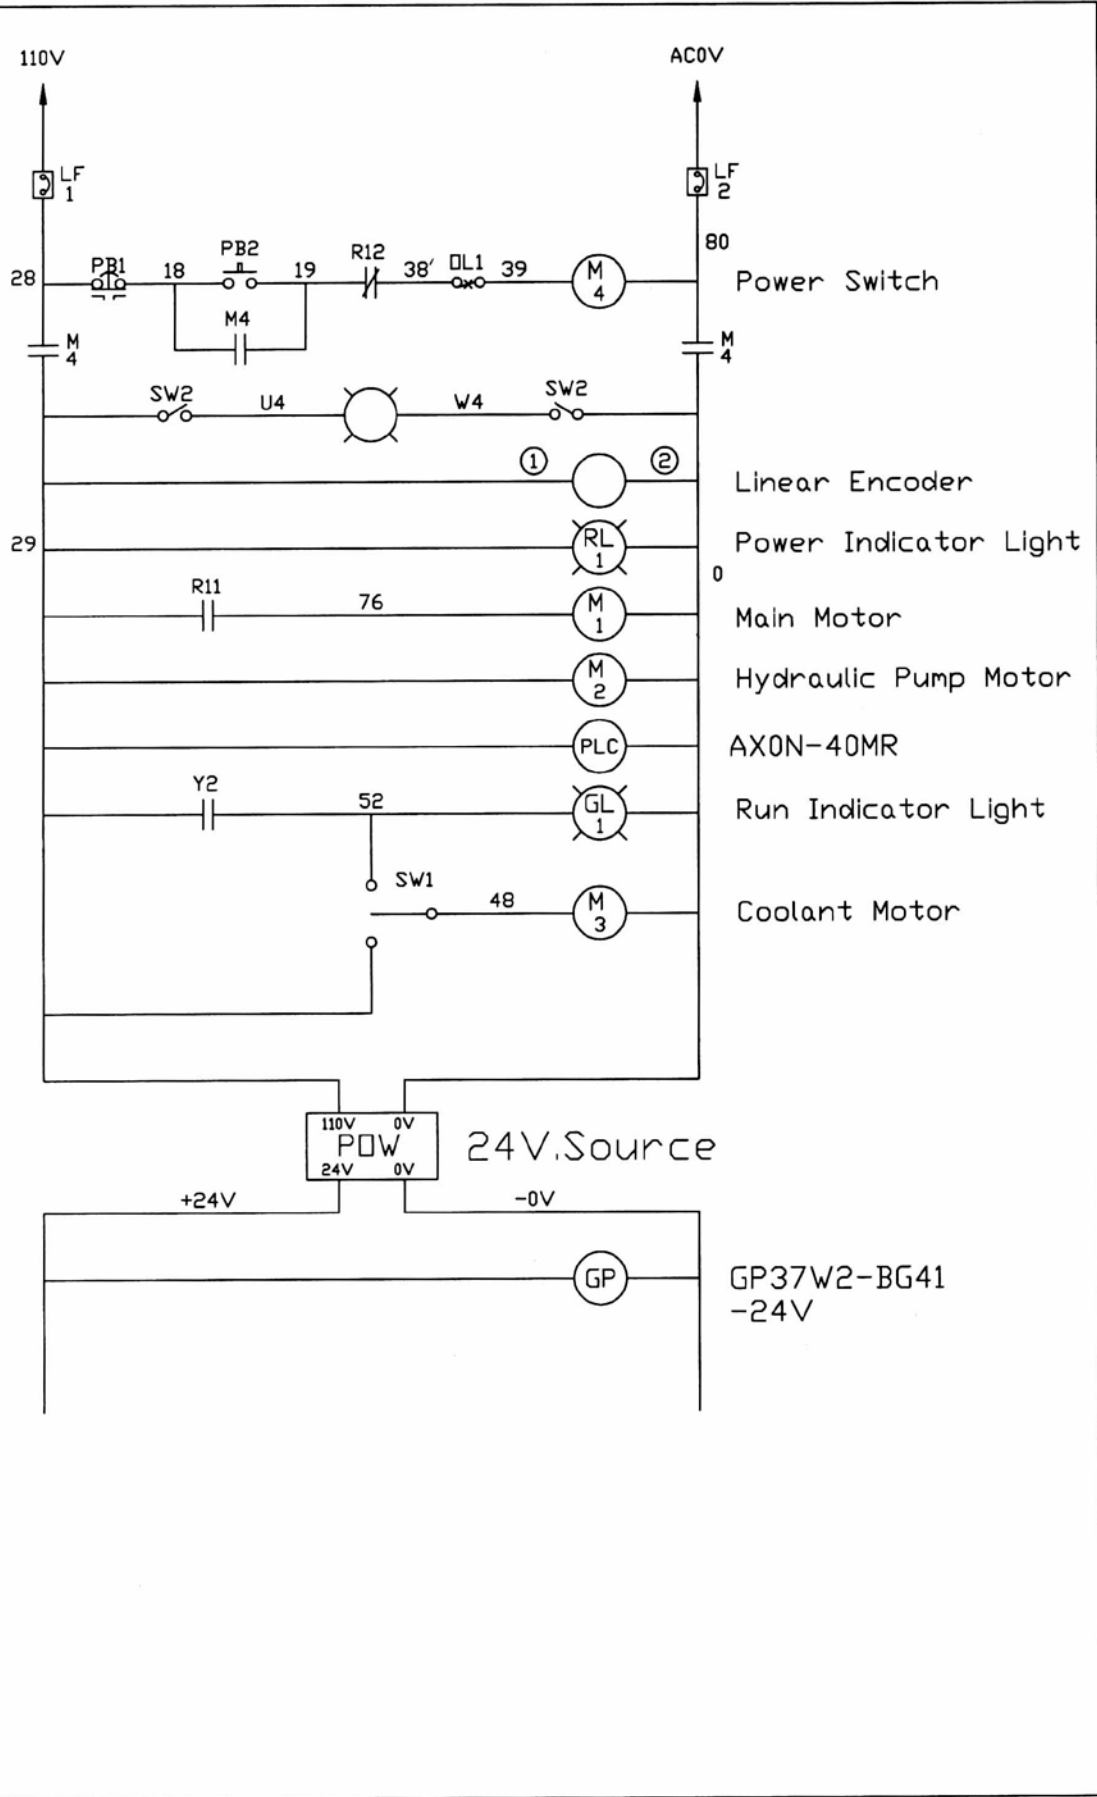 110V
AC0V
LF
1
LF
2
80
28
PB1
18
PB2
19
R12
38'
OL1
39
M
4
Power Switch
M4
M
4
M
4
SW2
U4
W4
SW2
1
2
Linear Encoder
29
RL
1
Power Indicator Light
0
R11
76
M
1
Main Motor
M
2
Hydraulic Pump Motor
PLC
AX0N-40MR
Y2
52
GL
1
Run Indicator Light
SW1
48
M
3
Coolant Motor
110V 0V
POW
24V 0V
24V.Source
+24V
-0V
GP
GP37W2-BG41
-24V